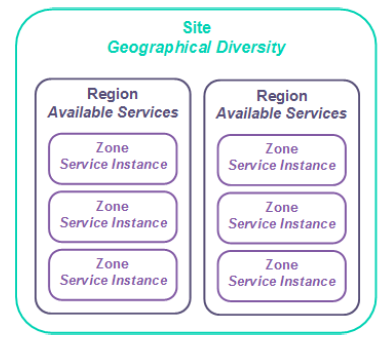 Site
Geographical Diversity
Region
Available Services
Zone
Service Instance
Zone
Service Instance
Zone
Service Instance
Region
Available Services
Zone
Service Instance
Zone
Service Instance
Zone
Service Instance